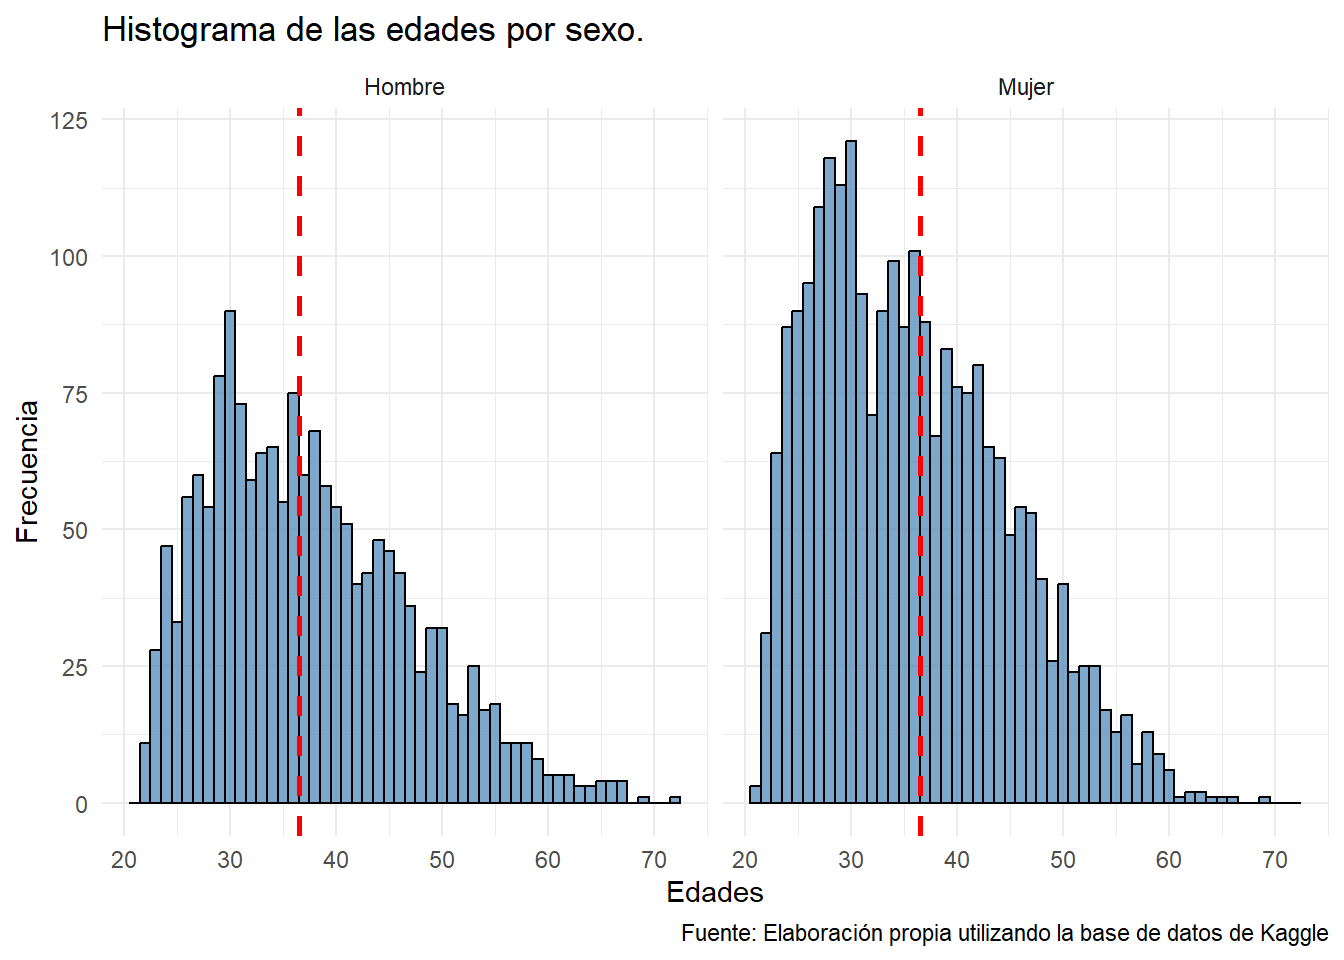 Histograma de las edades por sexo.
Hombre
Mujer
125
100
75
50
25
0
Frecuencia
20 30 40 50 60 70
20 30 40 50 60 70
Edades
Fuente: Elaboración propia utilizando la base de datos de Kaggle